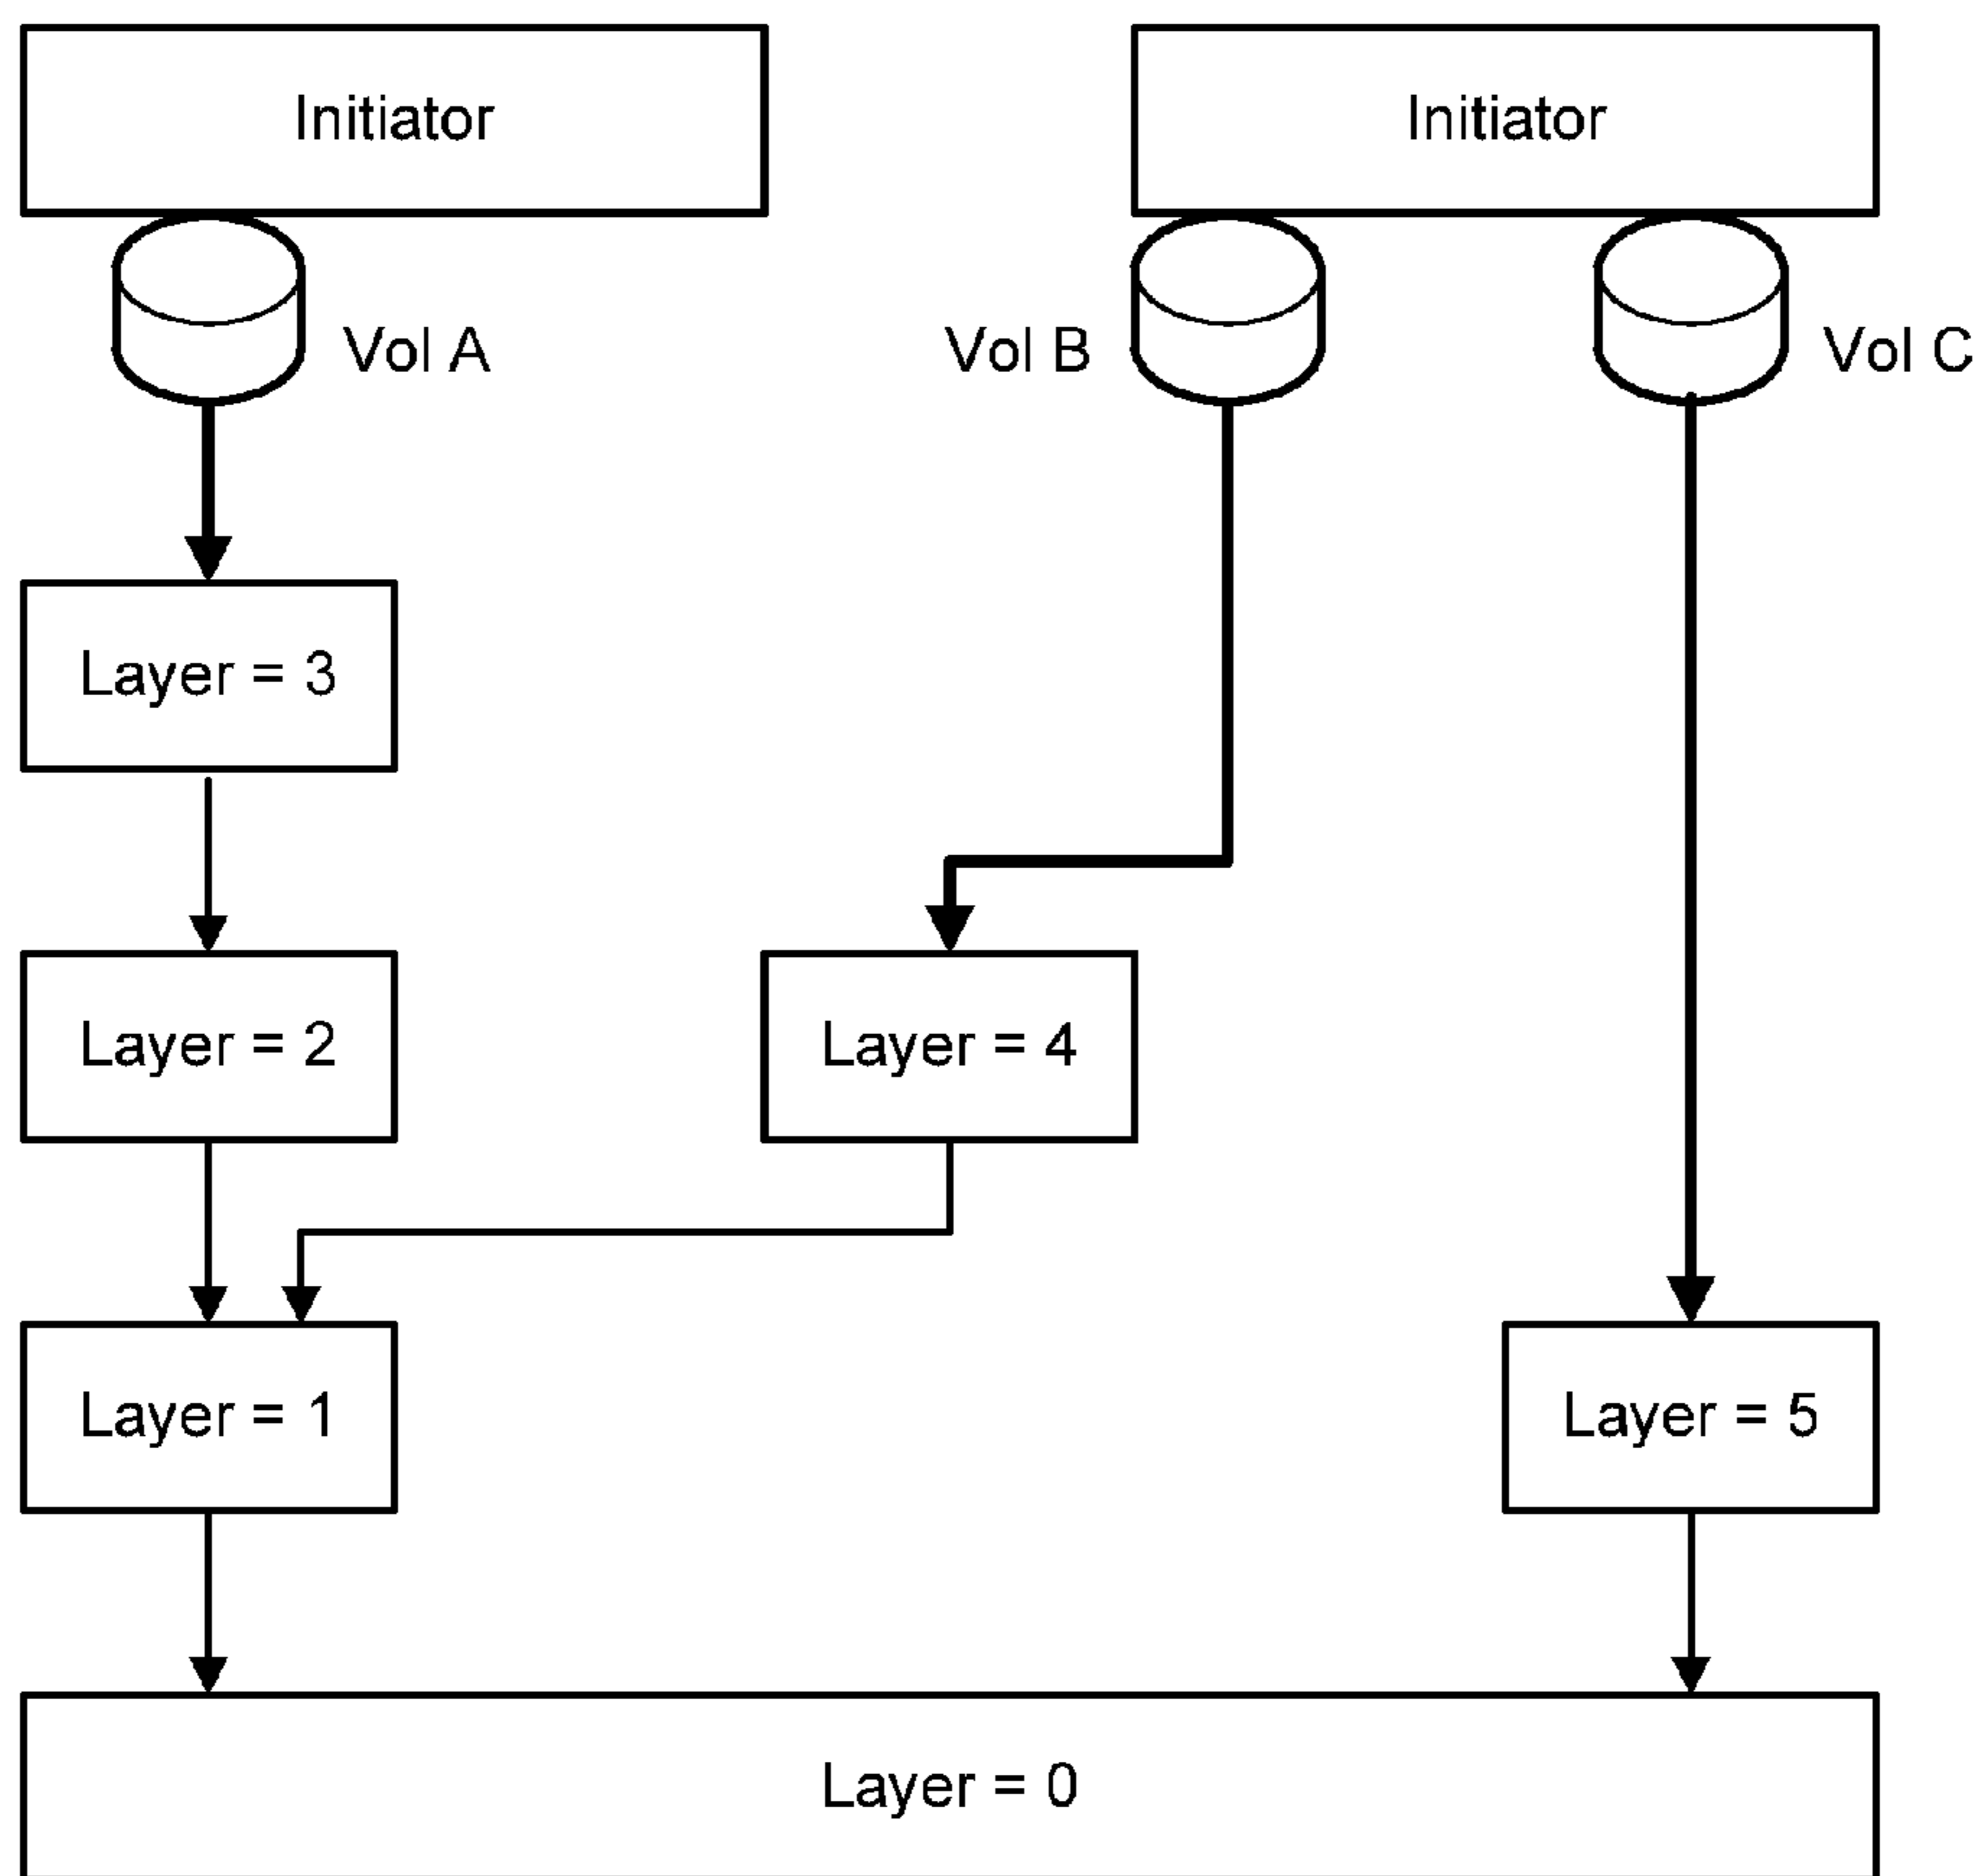 Initiator
Initiator
Vol A
Vol B
Vol C
Layer = 3
Layer = 2
Layer = 4
Layer = 1
Layer = 5
Layer = 0